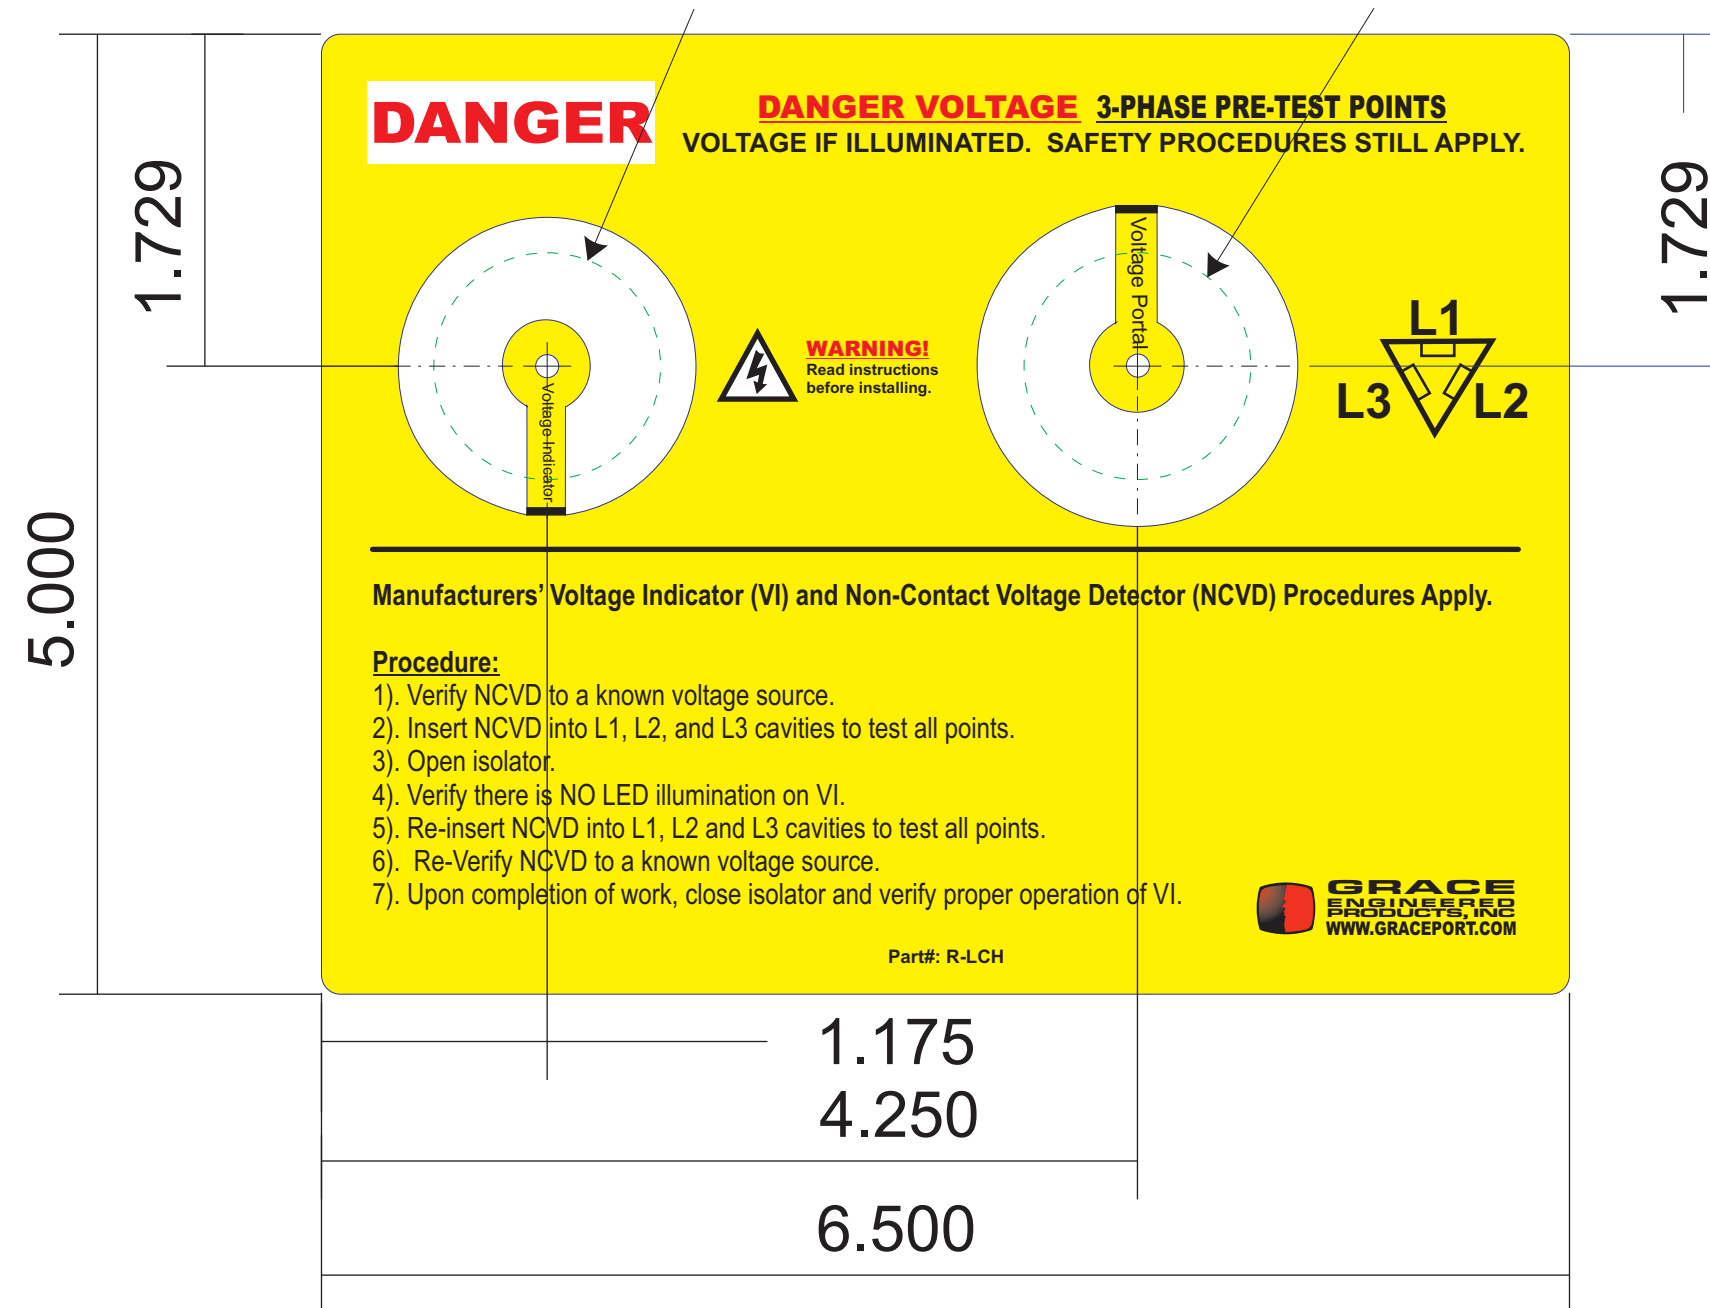 DANGER
DANGER VOLTAGE 3-PHASE PRE-TEST POINTS
VOLTAGE IF ILLUMINATED. SAFETY PROCEDURES STILL APPLY.
1.729
1.729
5.000
Voltage Indicator
WARNING!
Read instructions
before installing.
Voltage Portal
L1
L3
L2
Manufacturers' Voltage Indicator (VI) and Non-Contact Voltage Detector (NCVD) Procedures Apply.
Procedure:
1). Verify NCVD to a known voltage source.
2). Insert NCVD into L1, L2, and L3 cavities to test all points.
3). Open isolator.
4). Verify there is NO LED illumination on VI.
5). Re-insert NCVD into L1, L2 and L3 cavities to test all points.
6). Re-Verify NCVD to a known voltage source.
7). Upon completion of work, close isolator and verify proper operation of VI.
GRACE
ENGINEERED
PRODUCTS, INC
WWW.GRACEPORT.COM
Part#: R-LCH
1.175
4.250
6.500